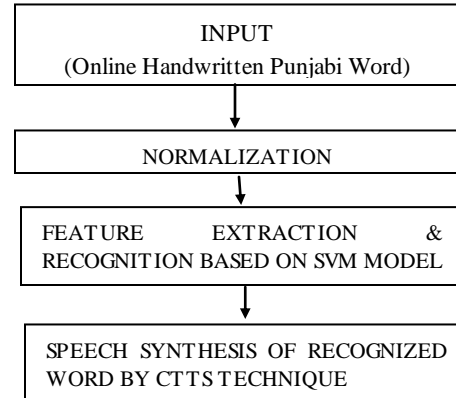 INPUT
(Online Handwritten Punjabi Word)
NORMALIZATION
FEATURE EXTRACTION &
RECOGNITION BASED ON SVM MODEL
SPEECH SYNTHESIS OF RECOGNIZED
WORD BY CTTS TECHNIQUE